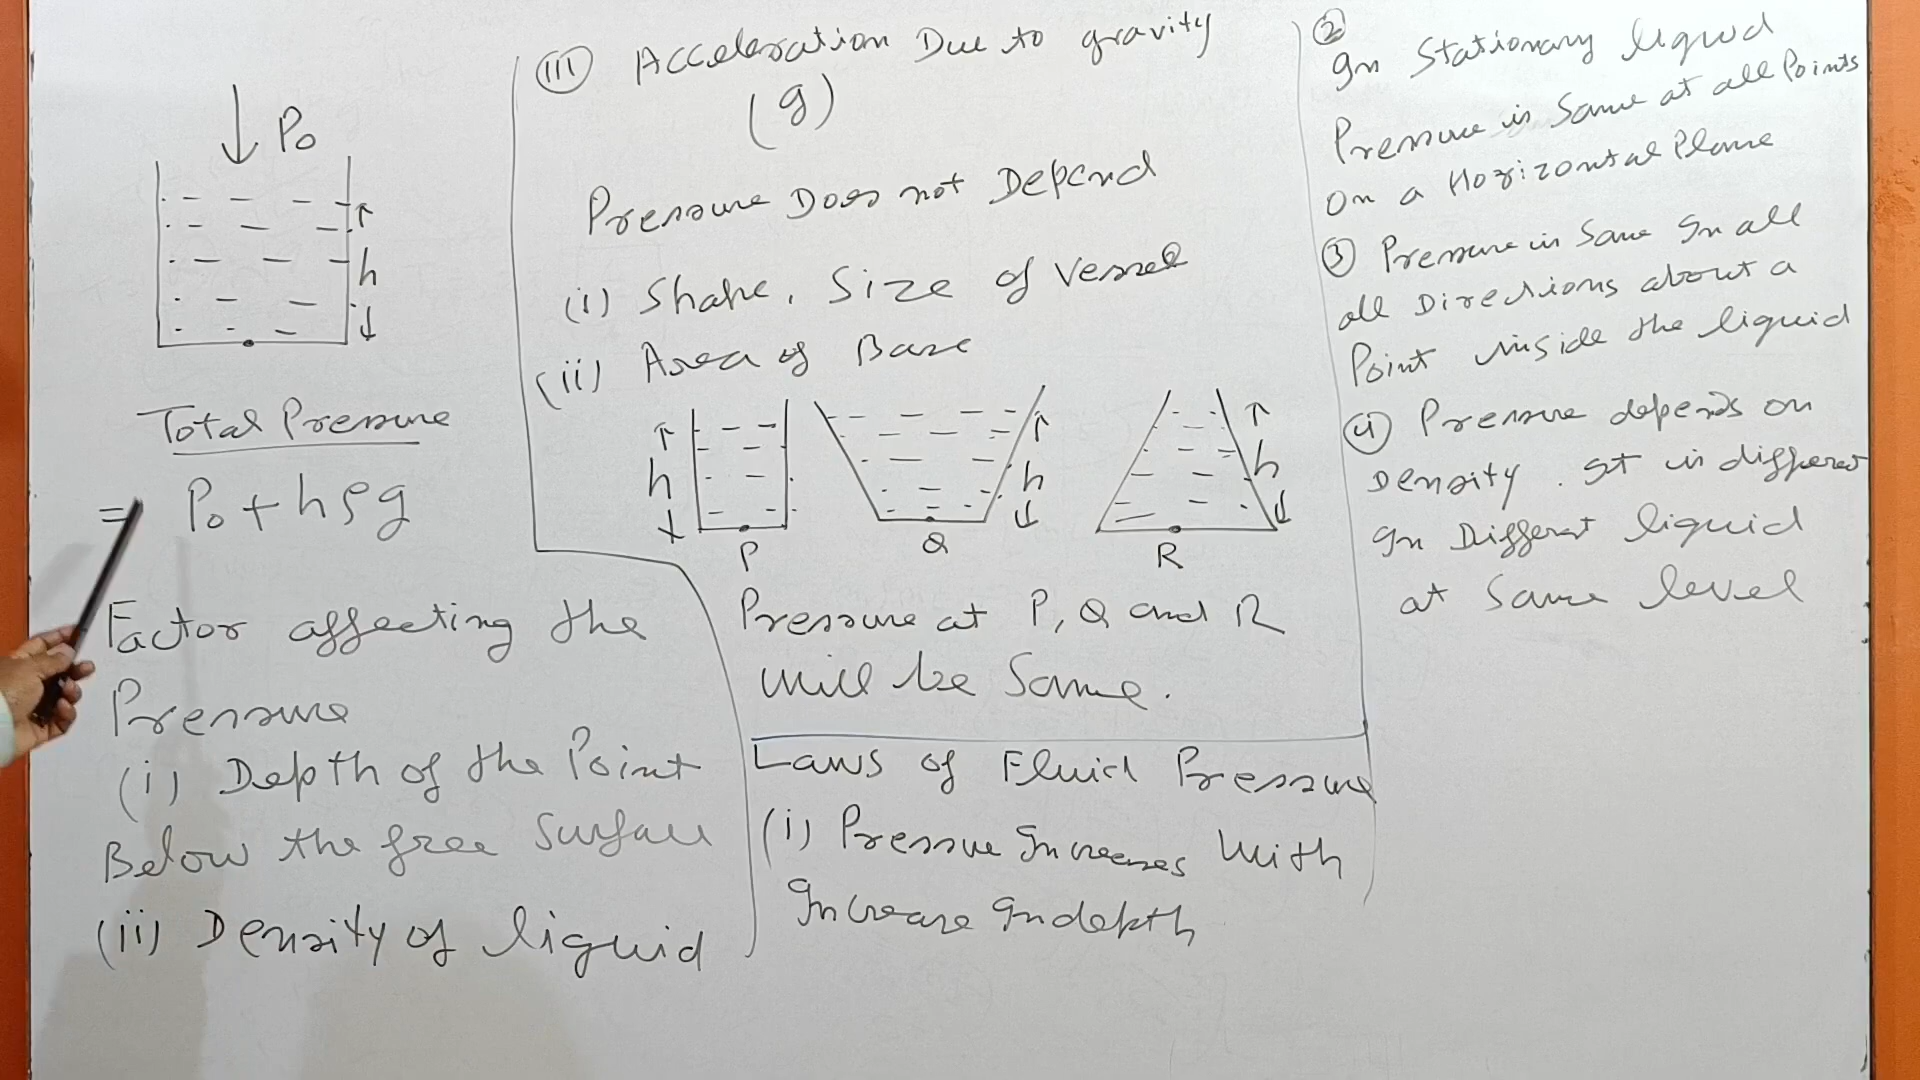 P₀
h
Total Pressure
= P₀ + hρg
Factor affecting the
Pressure
(i) Depth of the Point
Below the free Surface
(ii) Density of liquid
(iii) Acceleration Due to gravity
(g)
Pressure Does not Depend
(i) Shape, Size of Vessel
(ii) Area of Base
h
h
h
P
Q
R
Pressure at P, Q and R
will be Same.
Laws of Fluid Pressure
(i) Pressure Increases With
Increase In depth
②
In Stationary liquid
Pressure is Same at all Points
On a Horizontal Plane
③ Pressure is Same In all
all Directions about a
Point inside the liquid
④ Pressure depends on
Density. It is different
In Different liquid
at Same level